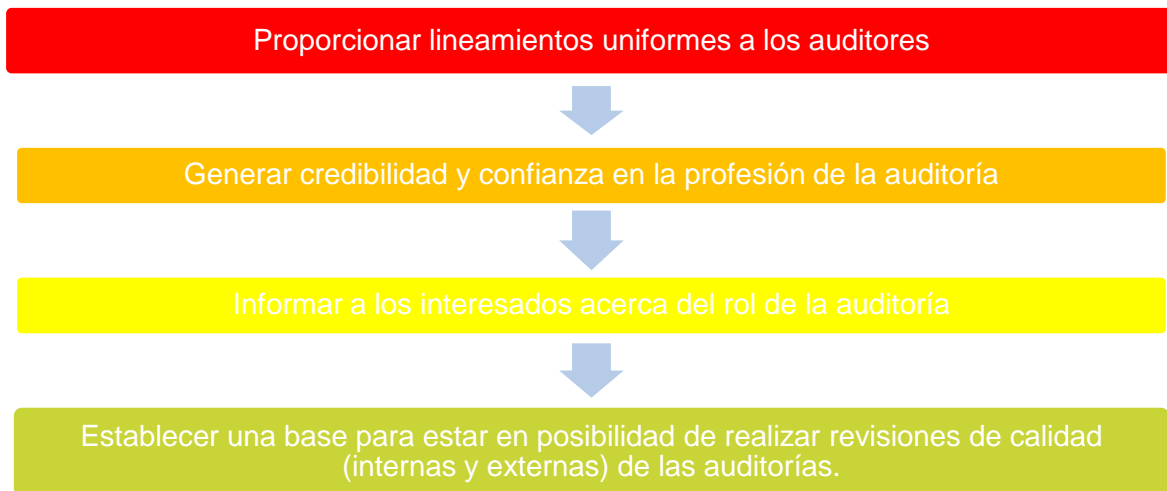 Proporcionar lineamientos uniformes a los auditores
Generar credibilidad y confianza en la profesión de la auditoría
Informar a los interesados acerca del rol de la auditoría
Establecer una base para estar en posibilidad de realizar revisiones de calidad
(internas y externas) de las auditorías.